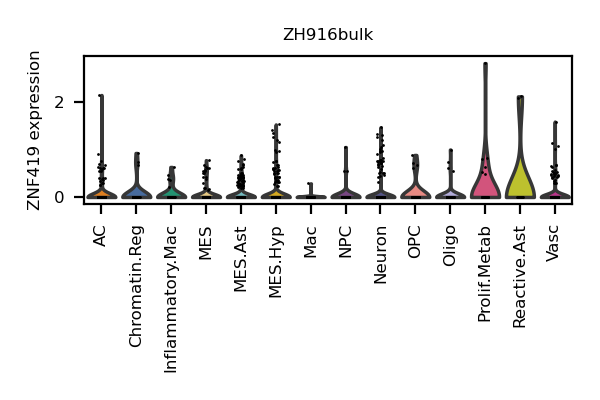 ZH916bulk
ZNF419 expression
2
0
AC
Chromatin.Reg
Inflammatory.Mac
MES
MES.Ast
MES.Hyp
Mac
NPC
Neuron
OPC
Oligo
Prolif.Metab
Reactive.Ast
Vasc